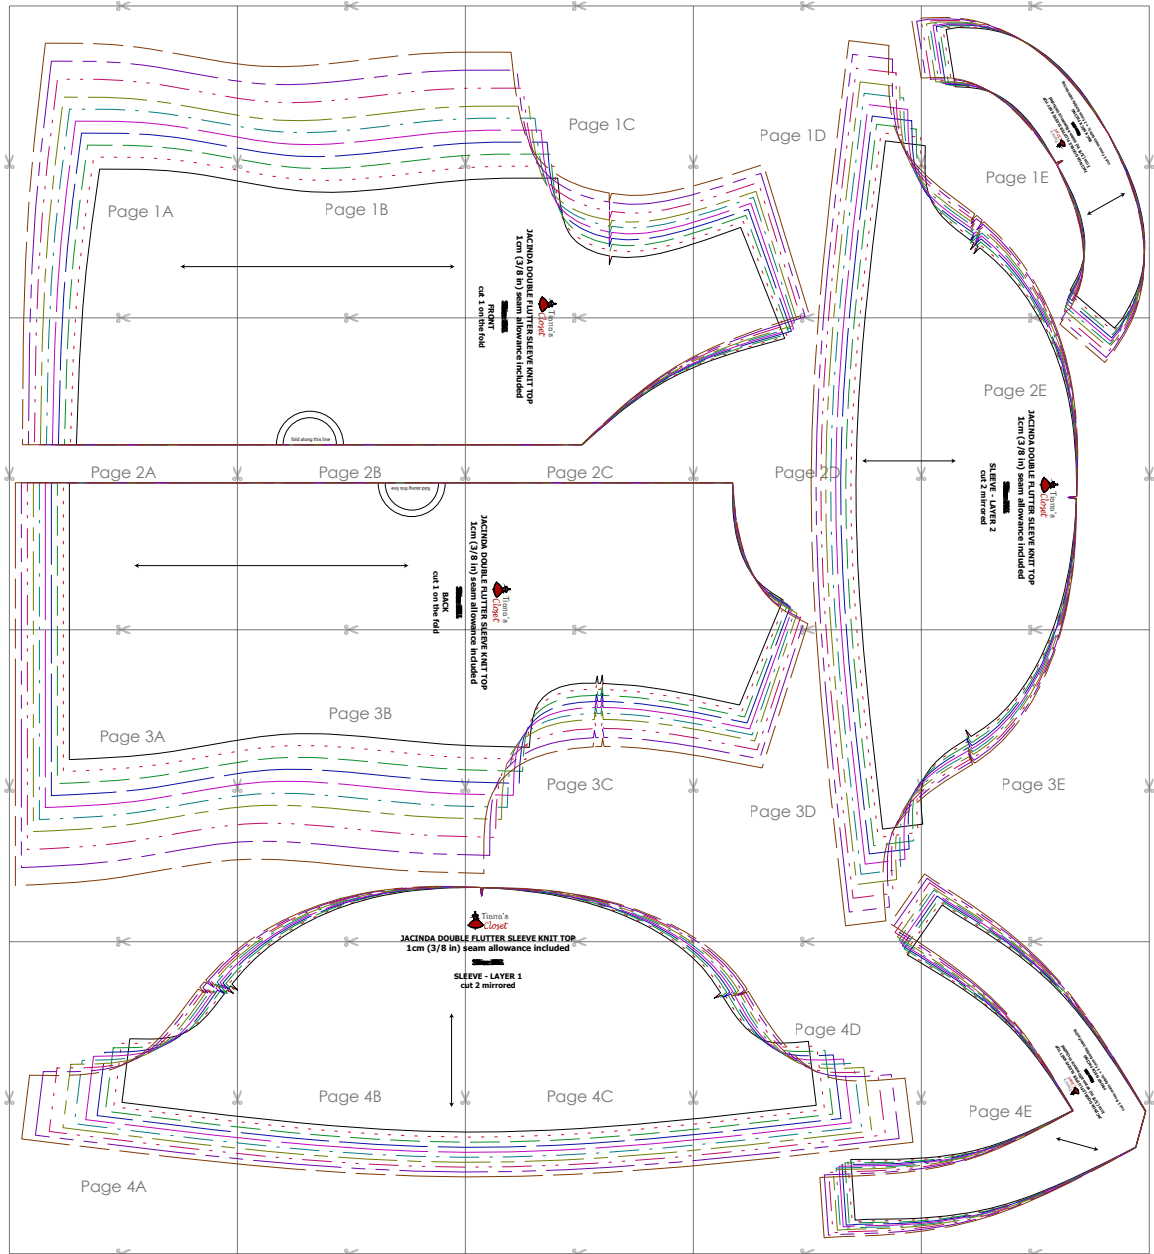 Page 1A
Page 1B
Page 1C
Page 1D
Page 1E
JACINDA DOUBLE FLUTTER SLEEVE KNIT TOP
1cm (3/8 in) seam allowance included
FRONT
cut 1 on the fold
Tiana's
Closet
fold along this line
Page 2A
Page 2B
Page 2C
Page 2D
Page 2E
fold along this line
JACINDA DOUBLE FLUTTER SLEEVE KNIT TOP
1cm (3/8 in) seam allowance included
BACK
cut 1 on the fold
Tiana's
Closet
JACINDA DOUBLE FLUTTER SLEEVE KNIT TOP
1cm (3/8 in) seam allowance included
SLEEVE - LAYER 2
cut 2 mirrored
Tiana's
Closet
Page 3A
Page 3B
Page 3C
Page 3D
Page 3E
Tiana's
Closet
JACINDA DOUBLE FLUTTER SLEEVE KNIT TOP
1cm (3/8 in) seam allowance included
SLEEVE - LAYER 1
cut 2 mirrored
Page 4A
Page 4B
Page 4C
Page 4D
Page 4E